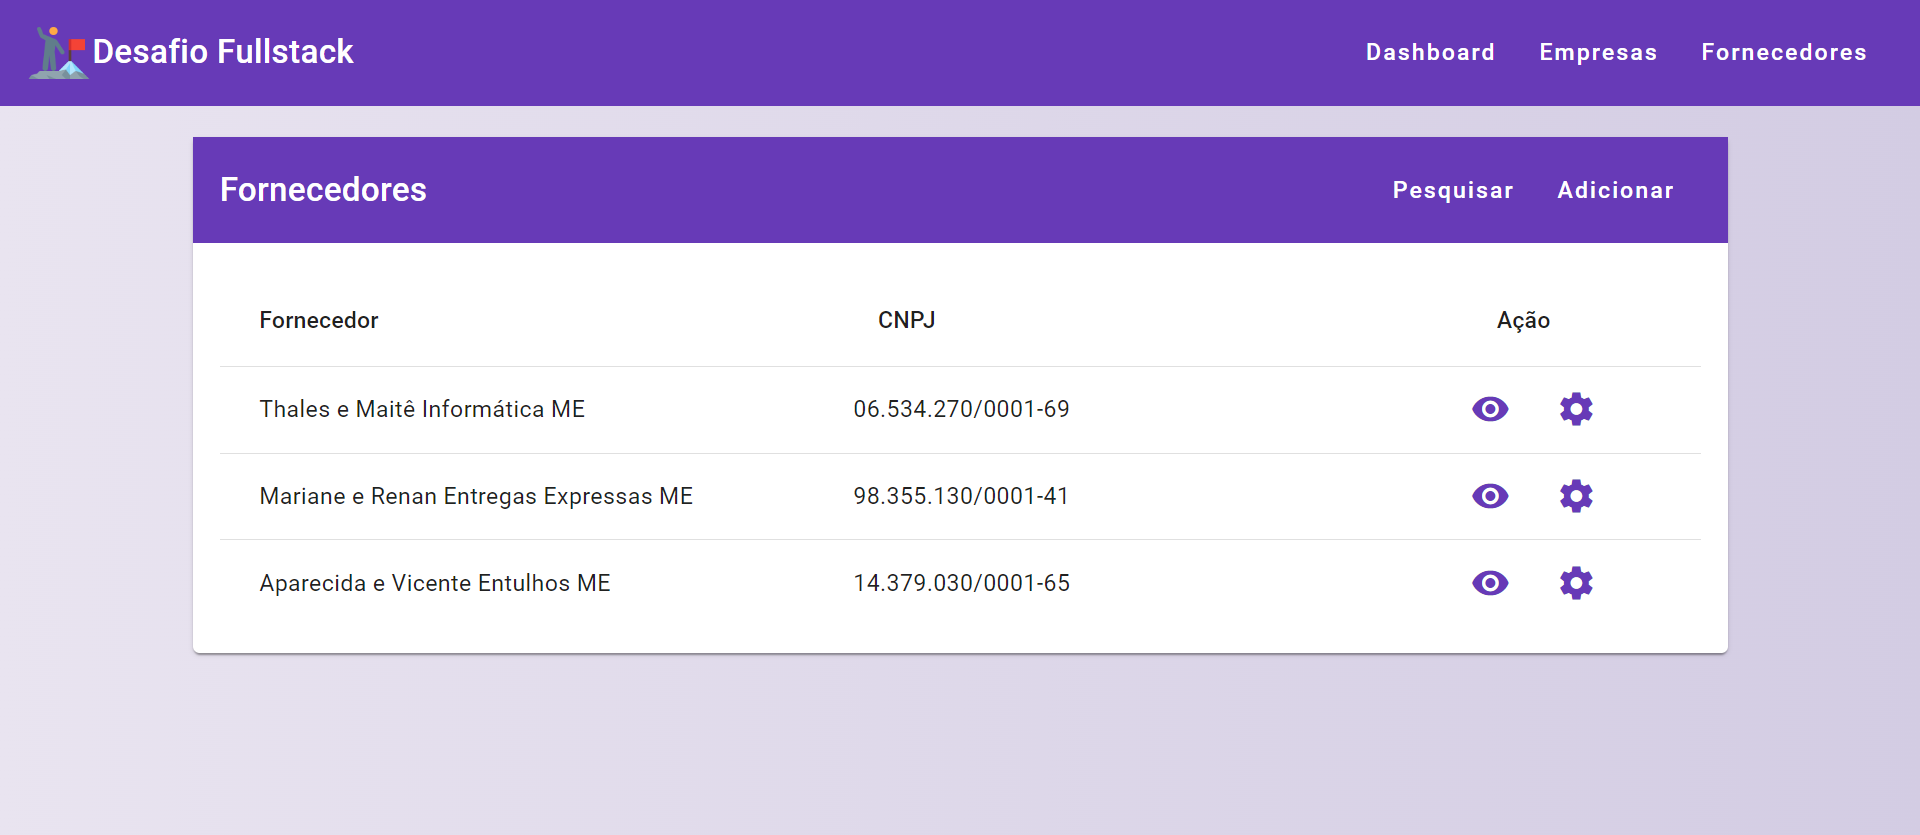 Desafio Fullstack Dashboard Empresas Fornecedores
Fornecedores Pesquisar Adicionar
Fornecedor CNPJ Ação
Thales e Maitê Informática ME 06.534.270/0001-69
Mariane e Renan Entregas Expressas ME 98.355.130/0001-41
Aparecida e Vicente Entulhos ME 14.379.030/0001-65